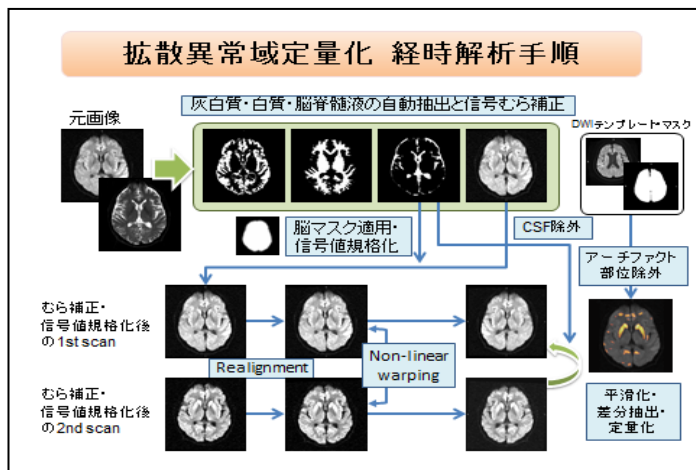 拡散異常域定量化 経時解析手順
灰白質・白質・脳脊髄液の自動抽出と信号むら補正
元画像
DWIテンプレート・マスク
脳マスク適用・
信号値規格化
CSF除外
アーチファクト
部位除外
むら補正・
信号値規格化後
の1st scan
Realignment
Non-linear
warping
むら補正・
信号値規格化後
の2nd scan
平滑化・
差分抽出・
定量化